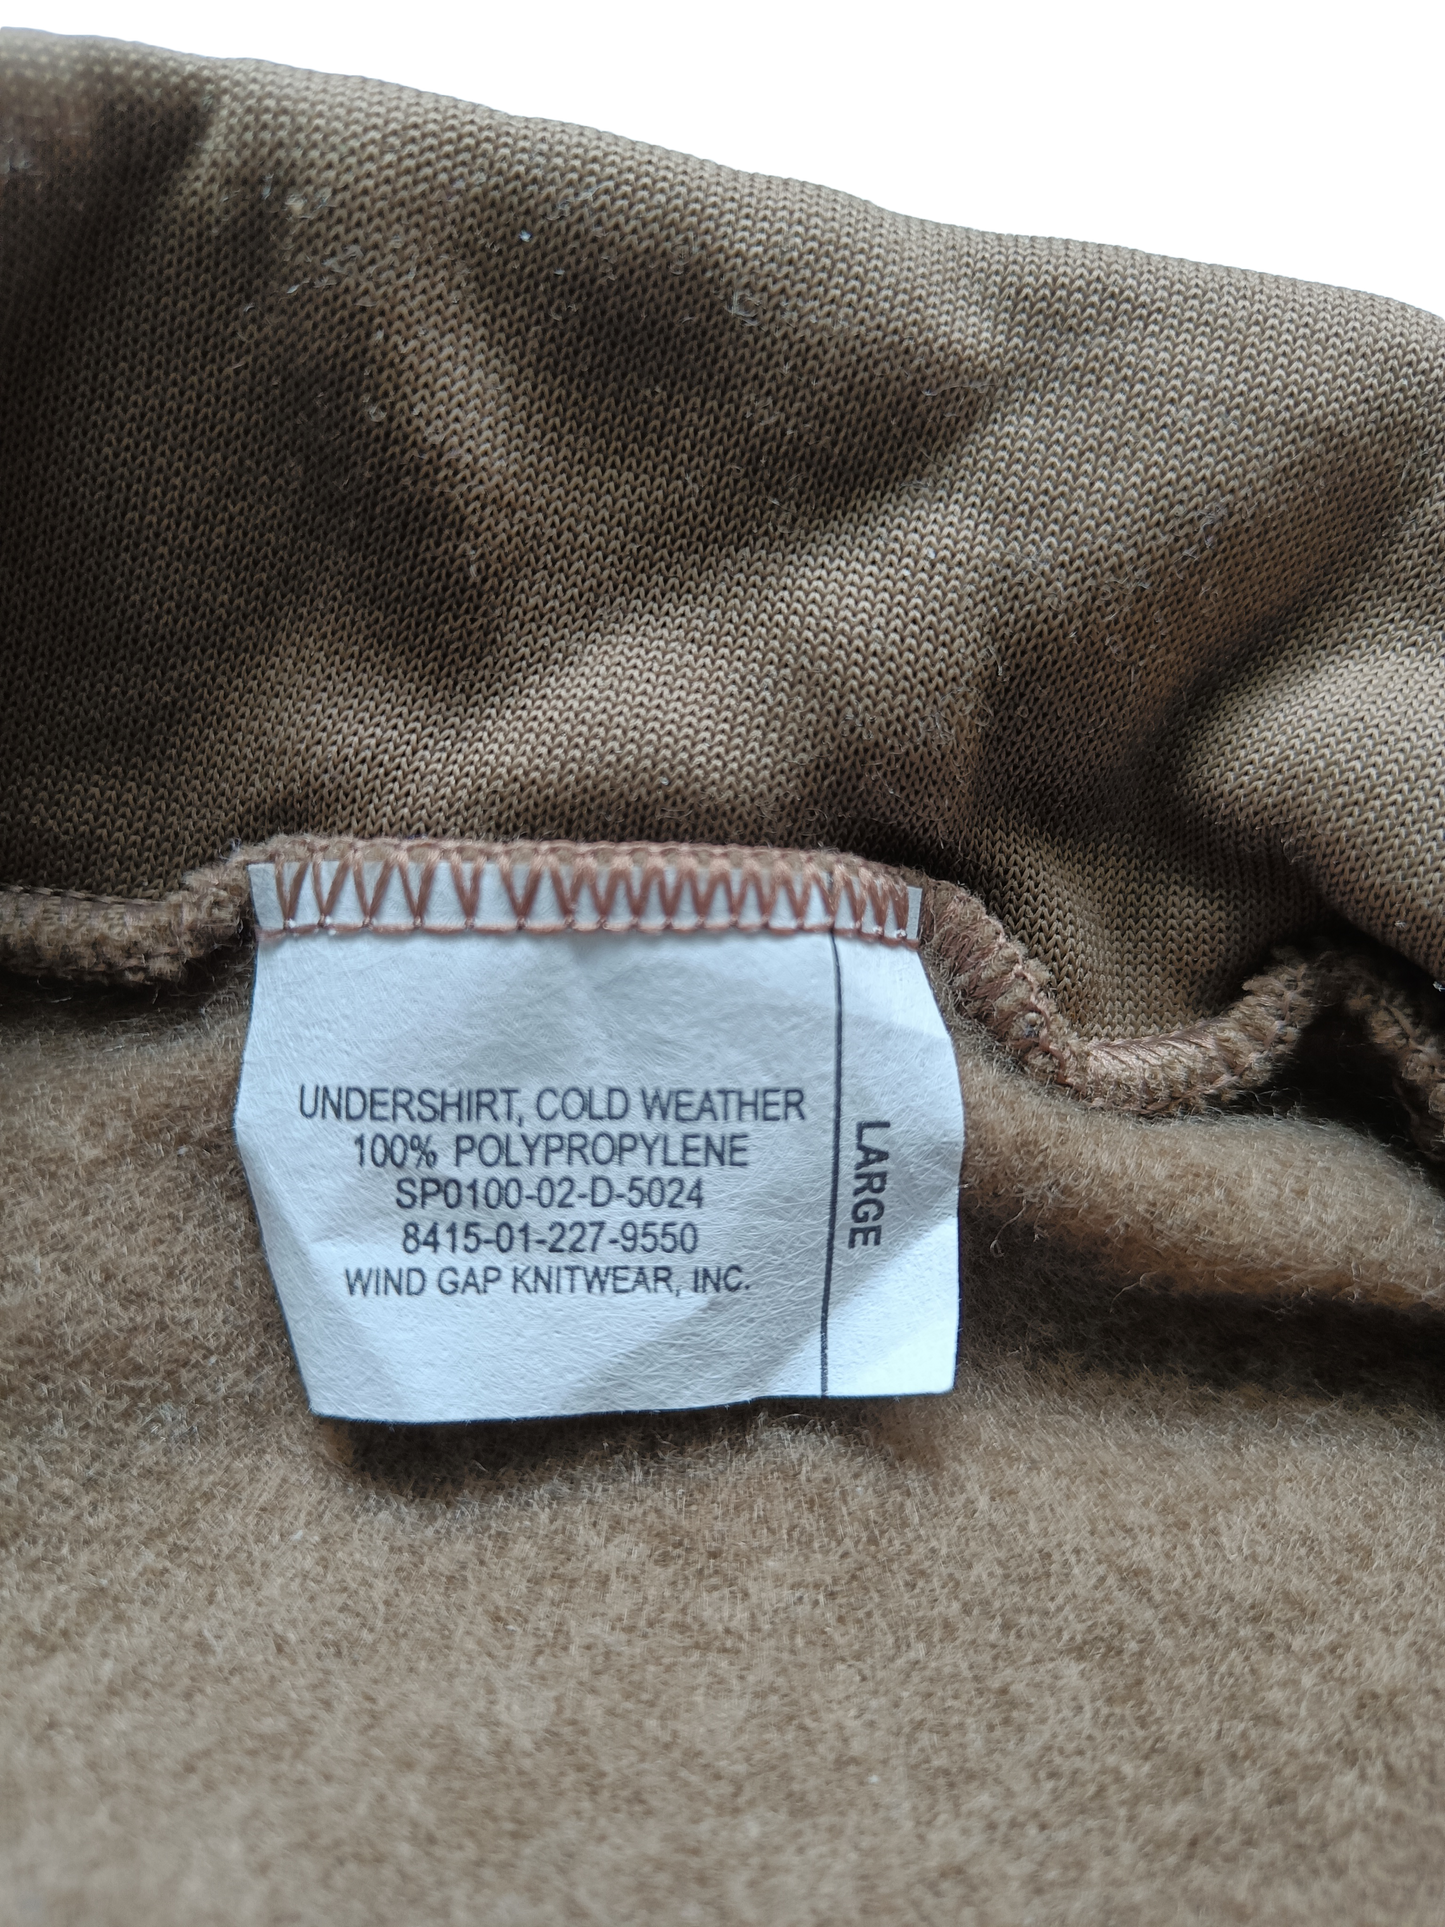 UNDERSHIRT, COLD WEATHER
100% POLYPROPYLENE
SP0100-02-D-5024
8415-01-227-9550
WIND GAP KNITWEAR, INC.
LARGE